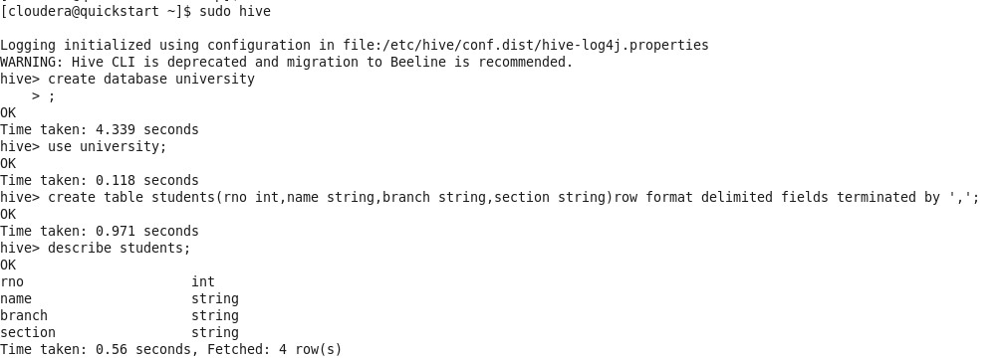 [cloudera@quickstart ~]$ sudo hive
Logging initialized using configuration in file:/etc/hive/conf.dist/hive-log4j.properties
WARNING: Hive CLI is deprecated and migration to Beeline is recommended.
hive> create database university
    > ;
OK
Time taken: 4.339 seconds
hive> use university;
OK
Time taken: 0.118 seconds
hive> create table students(rno int,name string,branch string,section string)row format delimited fields terminated by ',';
OK
Time taken: 0.971 seconds
hive> describe students;
OK
rno                     int
name                    string
branch                  string
section                 string
Time taken: 0.56 seconds, Fetched: 4 row(s)